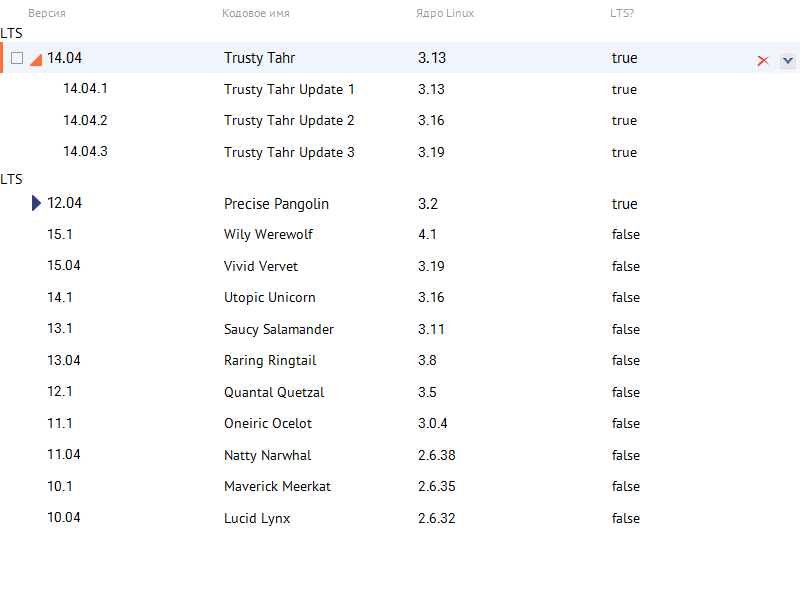 Версия Кодовое имя Ядро Linux LTS?
LTS
14.04 Trusty Tahr 3.13 true
14.04.1 Trusty Tahr Update 1 3.13 true
14.04.2 Trusty Tahr Update 2 3.16 true
14.04.3 Trusty Tahr Update 3 3.19 true
LTS
12.04 Precise Pangolin 3.2 true
15.1 Wily Werewolf 4.1 false
15.04 Vivid Vervet 3.19 false
14.1 Utopic Unicorn 3.16 false
13.1 Saucy Salamander 3.11 false
13.04 Raring Ringtail 3.8 false
12.1 Quantal Quetzal 3.5 false
11.1 Oneiric Ocelot 3.0.4 false
11.04 Natty Narwhal 2.6.38 false
10.1 Maverick Meerkat 2.6.35 false
10.04 Lucid Lynx 2.6.32 false